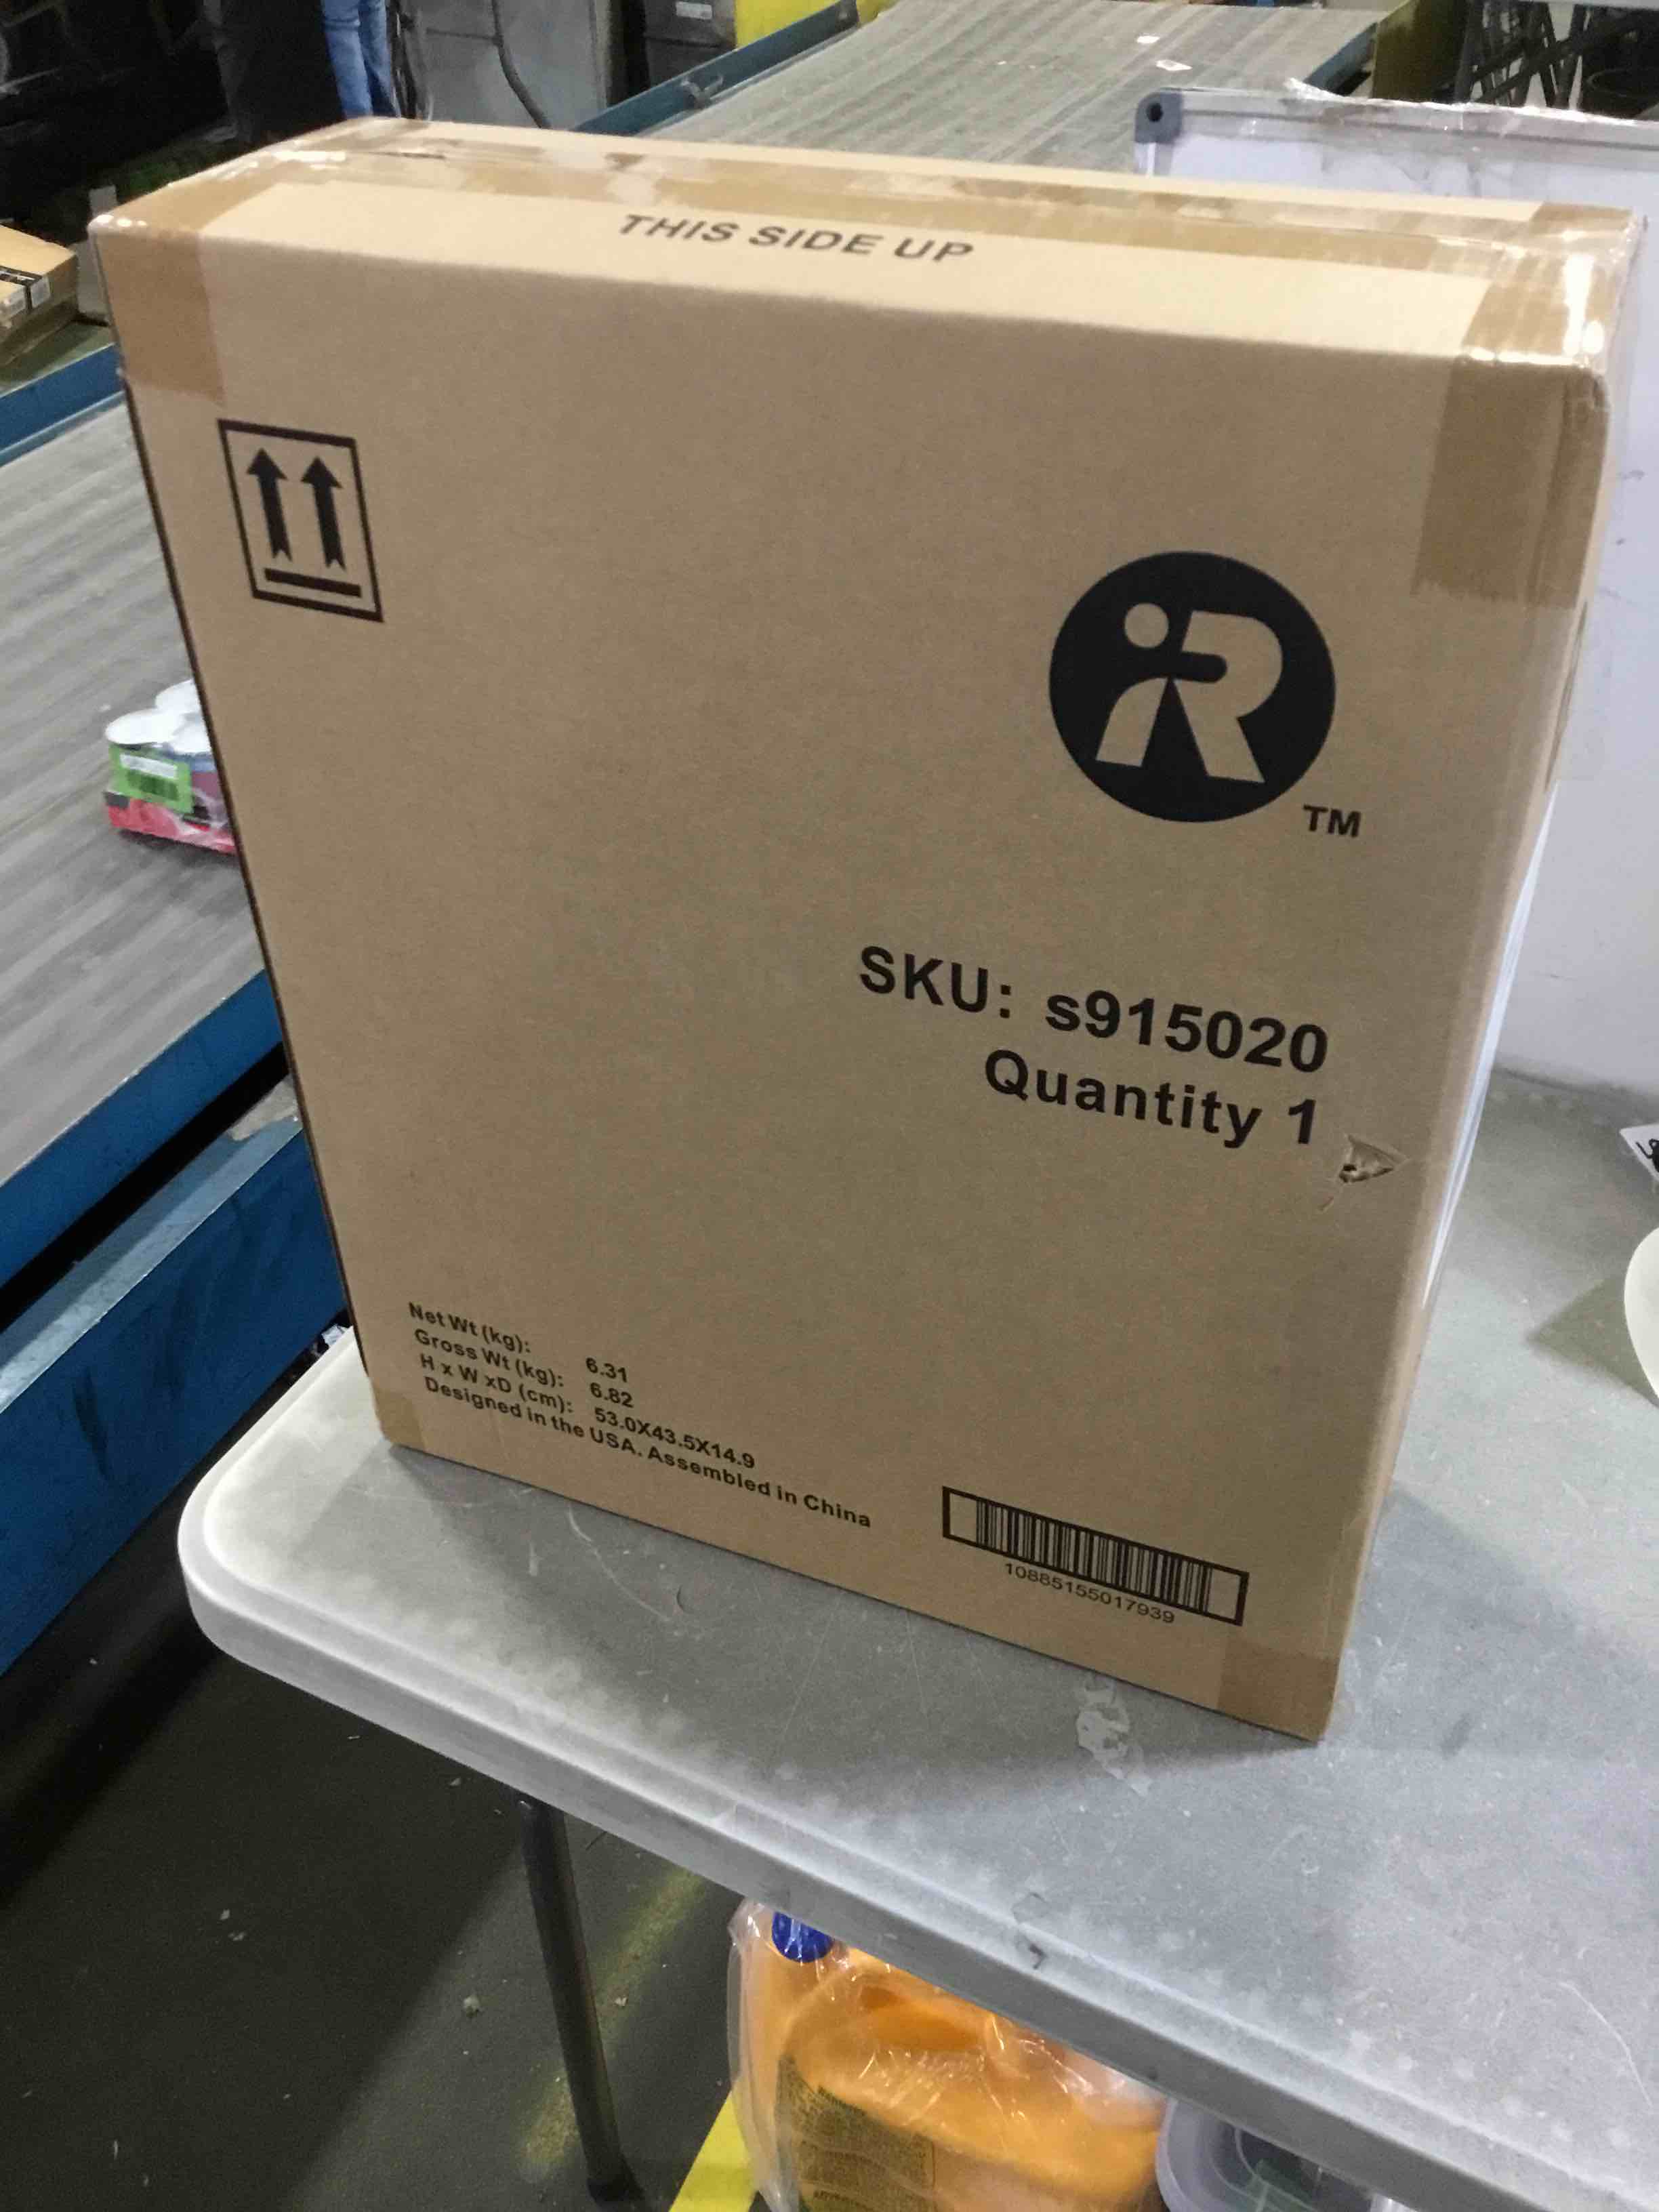 THIS SIDE UP
iR
TM
SKU: s915020
Quantity 1
Net Wt (kg): 6.31
Gross Wt (kg): 6.82
H x W xD (cm): 53.0X43.5X14.9
Designed in the USA. Assembled in China
10885155017939